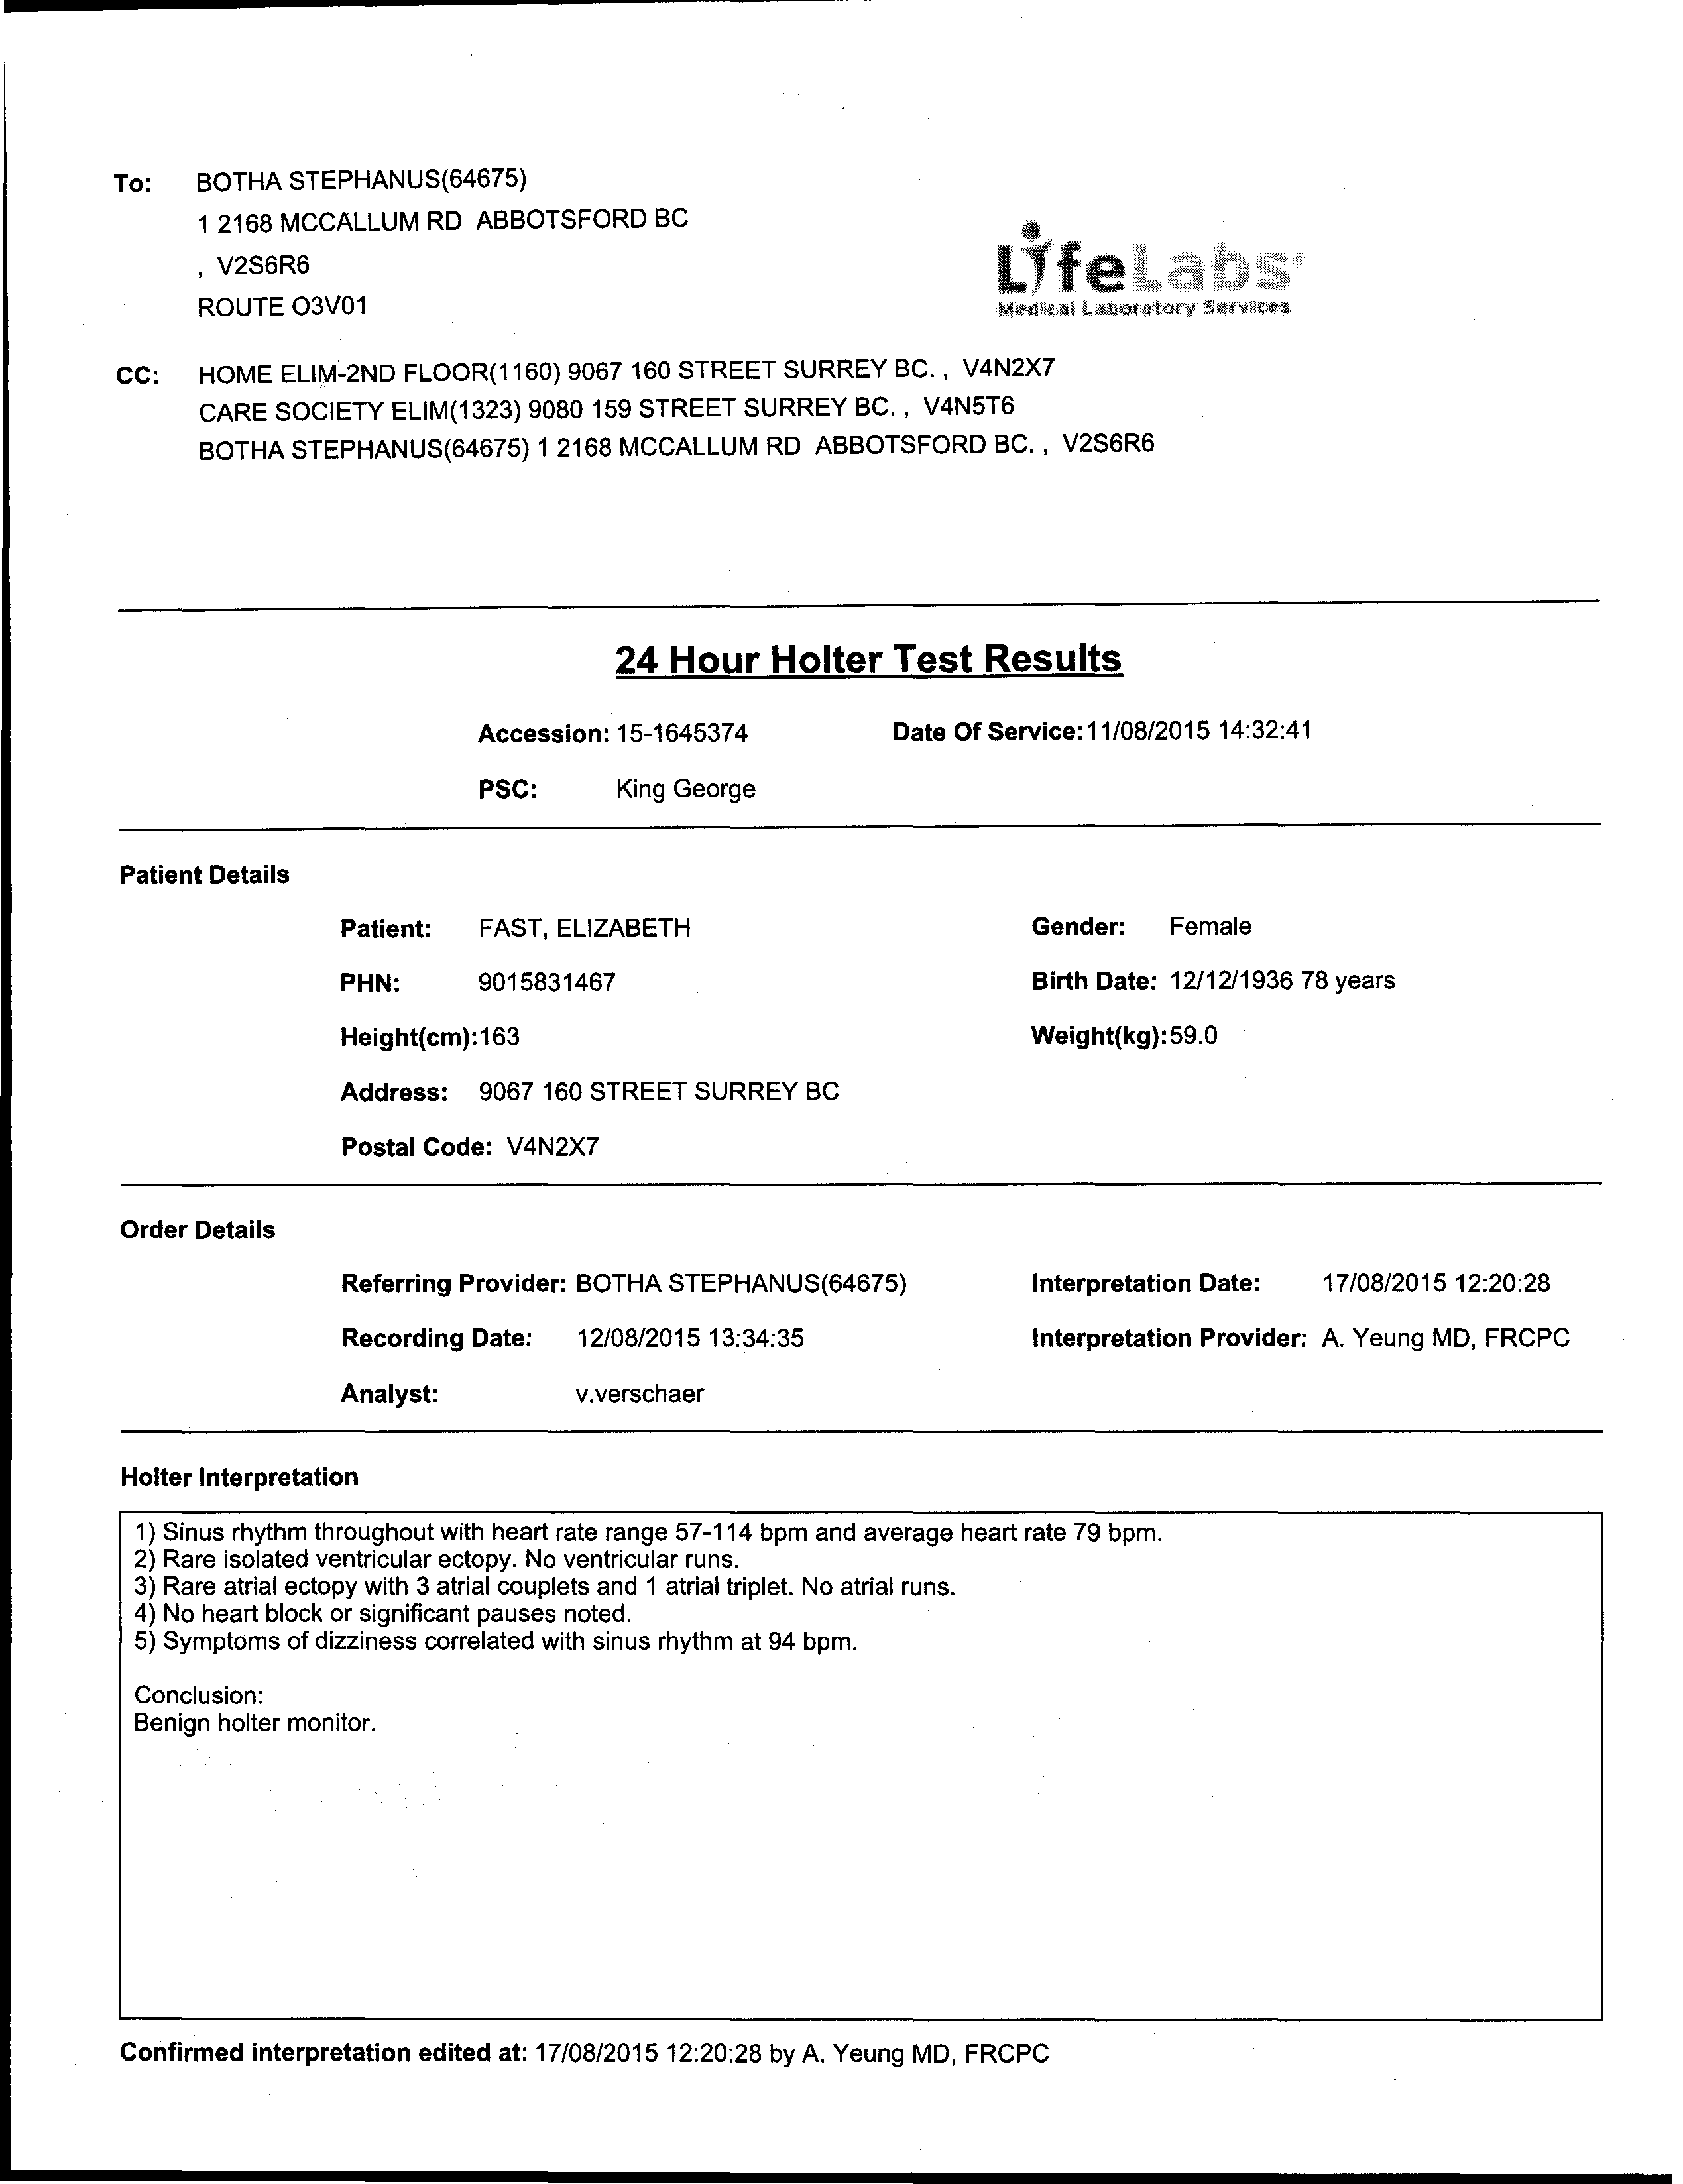 To: BOTHA STEPHANUS(64675)
1 2168 MCCALLUM RD ABBOTSFORD BC
, V2S6R6
ROUTE O3V01
LifeLabs
Medical Laboratory Services
CC: HOME ELIM-2ND FLOOR(1160) 9067 160 STREET SURREY BC. , V4N2X7
CARE SOCIETY ELIM(1323) 9080 159 STREET SURREY BC. , V4N5T6
BOTHA STEPHANUS(64675) 1 2168 MCCALLUM RD ABBOTSFORD BC. , V2S6R6
24 Hour Holter Test Results
Accession: 15-1645374 Date Of Service: 11/08/2015 14:32:41
PSC: King George
Patient Details
Patient: FAST, ELIZABETH Gender: Female
PHN: 9015831467 Birth Date: 12/12/1936 78 years
Height(cm): 163 Weight(kg): 59.0
Address: 9067 160 STREET SURREY BC
Postal Code: V4N2X7
Order Details
Referring Provider: BOTHA STEPHANUS(64675) Interpretation Date: 17/08/2015 12:20:28
Recording Date: 12/08/2015 13:34:35 Interpretation Provider: A. Yeung MD, FRCPC
Analyst: v.verschaer
Holter Interpretation
1) Sinus rhythm throughout with heart rate range 57-114 bpm and average heart rate 79 bpm.
2) Rare isolated ventricular ectopy. No ventricular runs.
3) Rare atrial ectopy with 3 atrial couplets and 1 atrial triplet. No atrial runs.
4) No heart block or significant pauses noted.
5) Symptoms of dizziness correlated with sinus rhythm at 94 bpm.
Conclusion:
Benign holter monitor.
Confirmed interpretation edited at: 17/08/2015 12:20:28 by A. Yeung MD, FRCPC